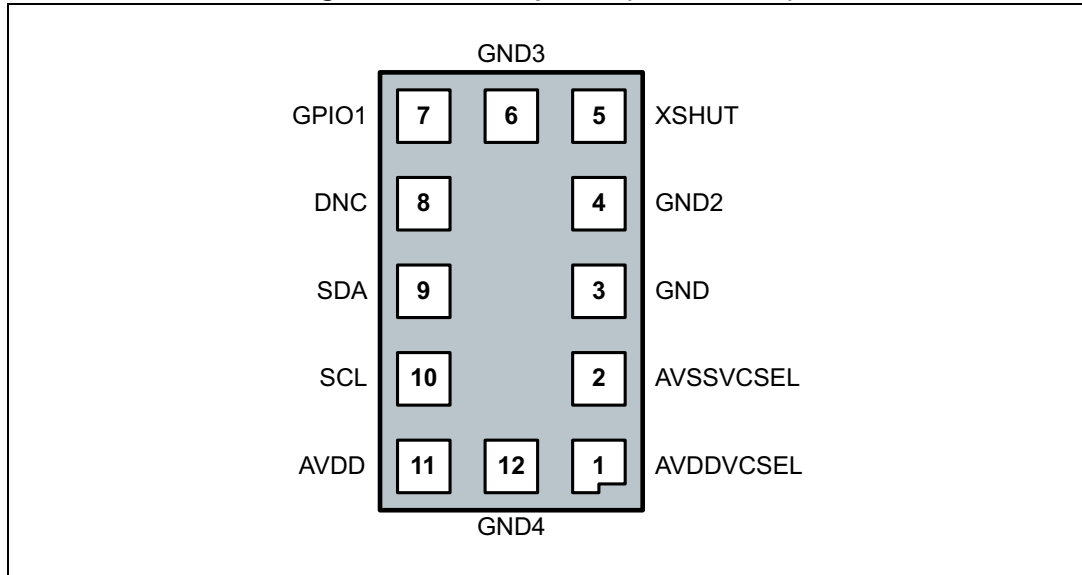 GND3
GPIO1 7 6 5 XSHUT
DNC 8 4 GND2
SDA 9 3 GND
SCL 10 2 AVSSVCSEL
AVDD 11 12 1 AVDDVCSEL
GND4